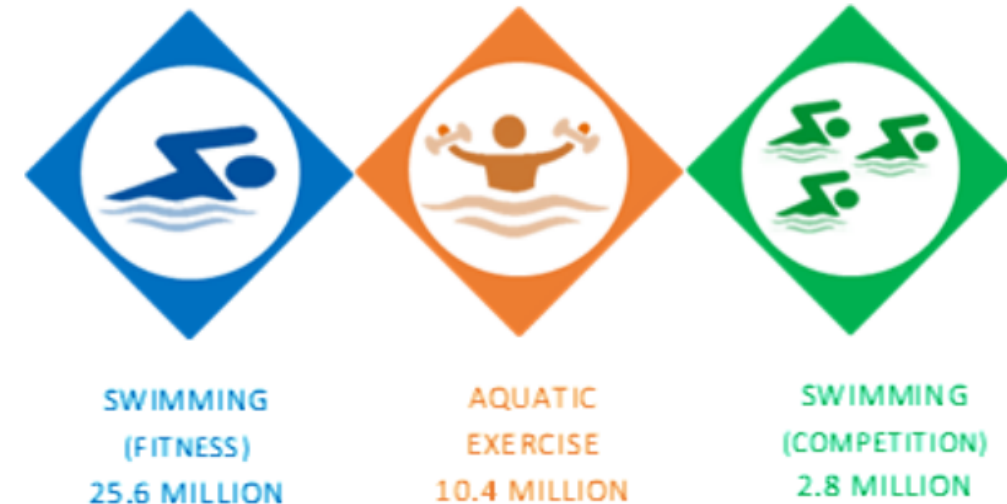 SWIMMING
(FITNESS)
25.6 MILLION
AQUATIC
EXERCISE
10.4 MILLION
SWIMMING
(COMPETITION)
2.8 MILLION